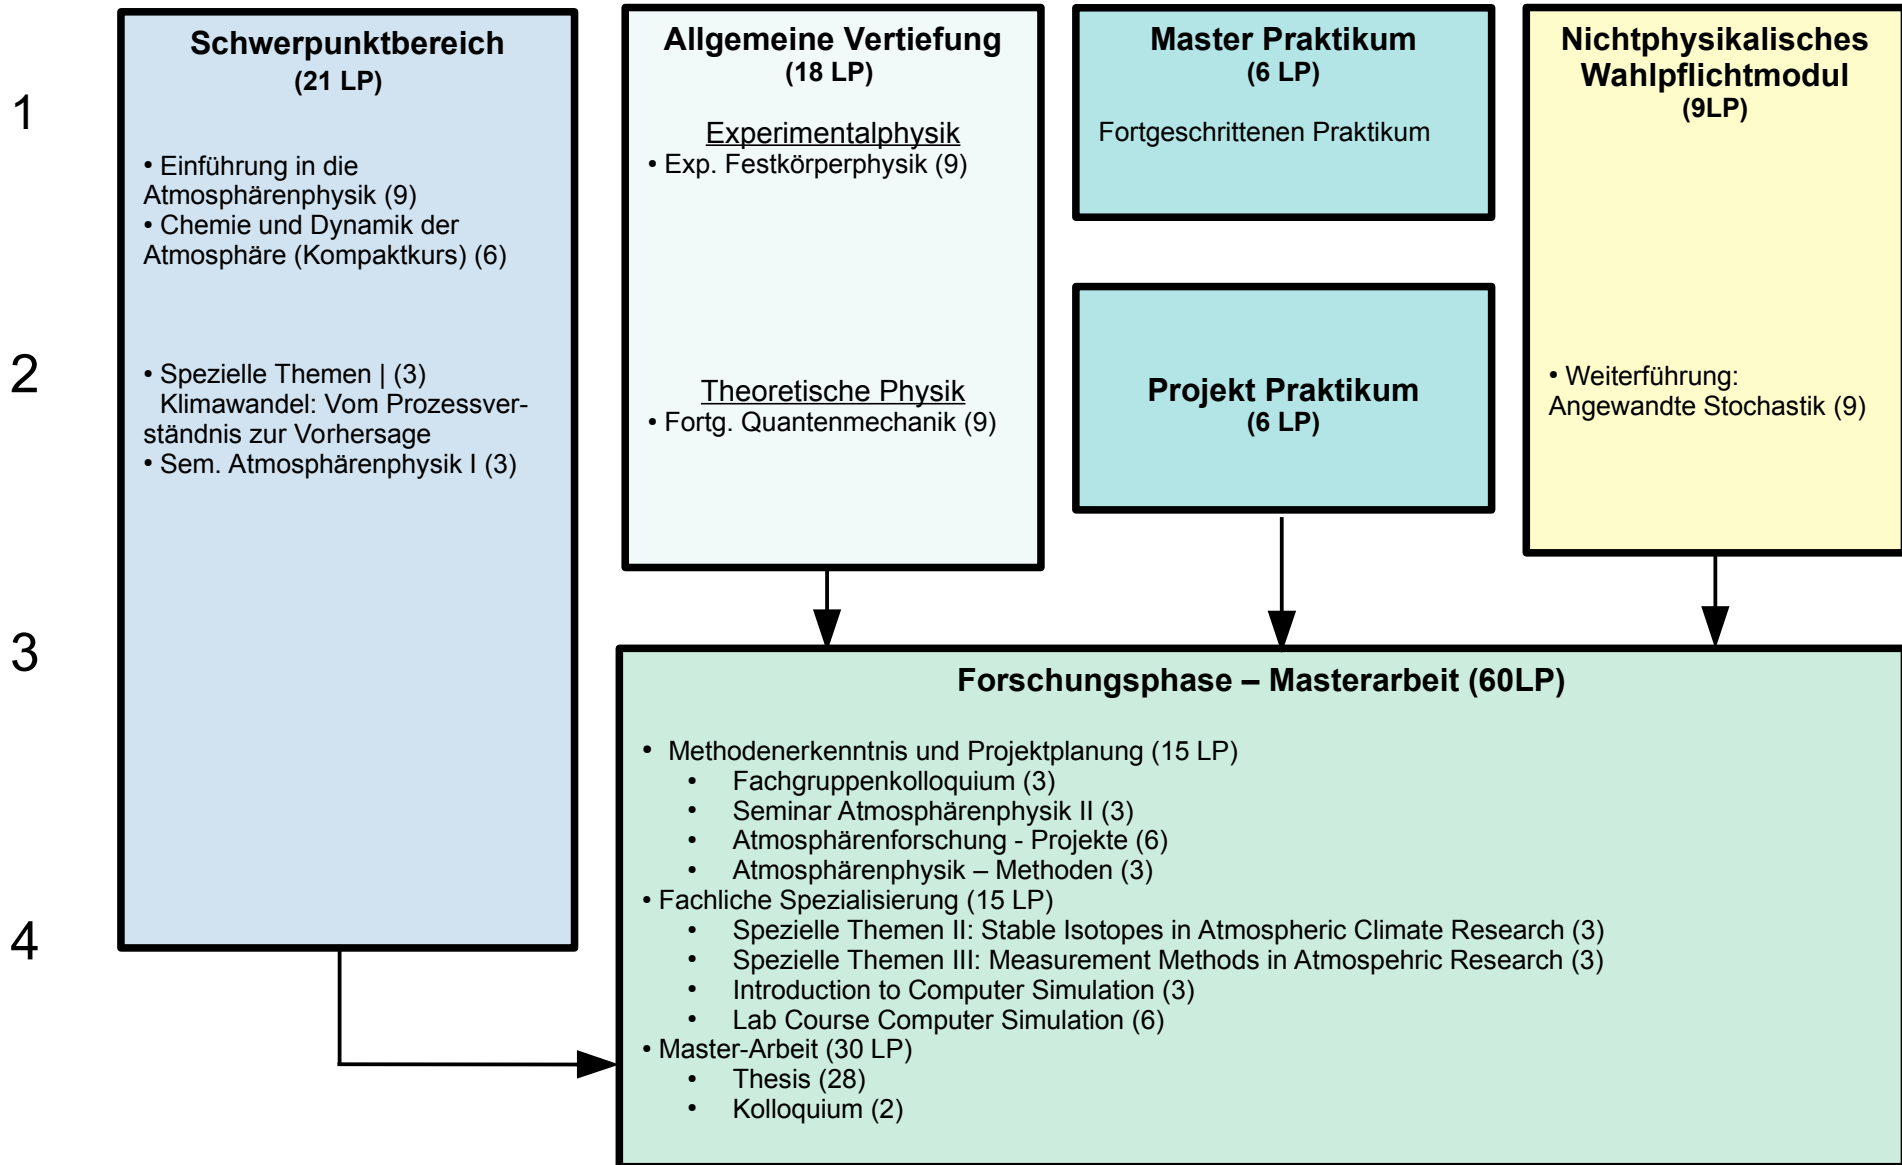 1
2
3
4
Schwerpunktbereich
(21 LP)
• Einführung in die
Atmosphärenphysik (9)
• Chemie und Dynamik der
Atmosphäre (Kompaktkurs) (6)
• Spezielle Themen | (3)
Klimawandel: Vom Prozessver-
ständnis zur Vorhersage
• Sem. Atmosphärenphysik I (3)
Allgemeine Vertiefung
(18 LP)
Experimentalphysik
• Exp. Festkörperphysik (9)
Theoretische Physik
• Fortg. Quantenmechanik (9)
Master Praktikum
(6 LP)
Fortgeschrittenen Praktikum
Projekt Praktikum
(6 LP)
Nichtphysikalisches
Wahlpflichtmodul
(9LP)
• Weiterführung:
Angewandte Stochastik (9)
Forschungsphase – Masterarbeit (60LP)
• Methodenerkenntnis und Projektplanung (15 LP)
• Fachgruppenkolloquium (3)
• Seminar Atmosphärenphysik II (3)
• Atmosphärenforschung - Projekte (6)
• Atmosphärenphysik – Methoden (3)
• Fachliche Spezialisierung (15 LP)
• Spezielle Themen II: Stable Isotopes in Atmospheric Climate Research (3)
• Spezielle Themen III: Measurement Methods in Atmospehric Research (3)
• Introduction to Computer Simulation (3)
• Lab Course Computer Simulation (6)
• Master-Arbeit (30 LP)
• Thesis (28)
• Kolloquium (2)